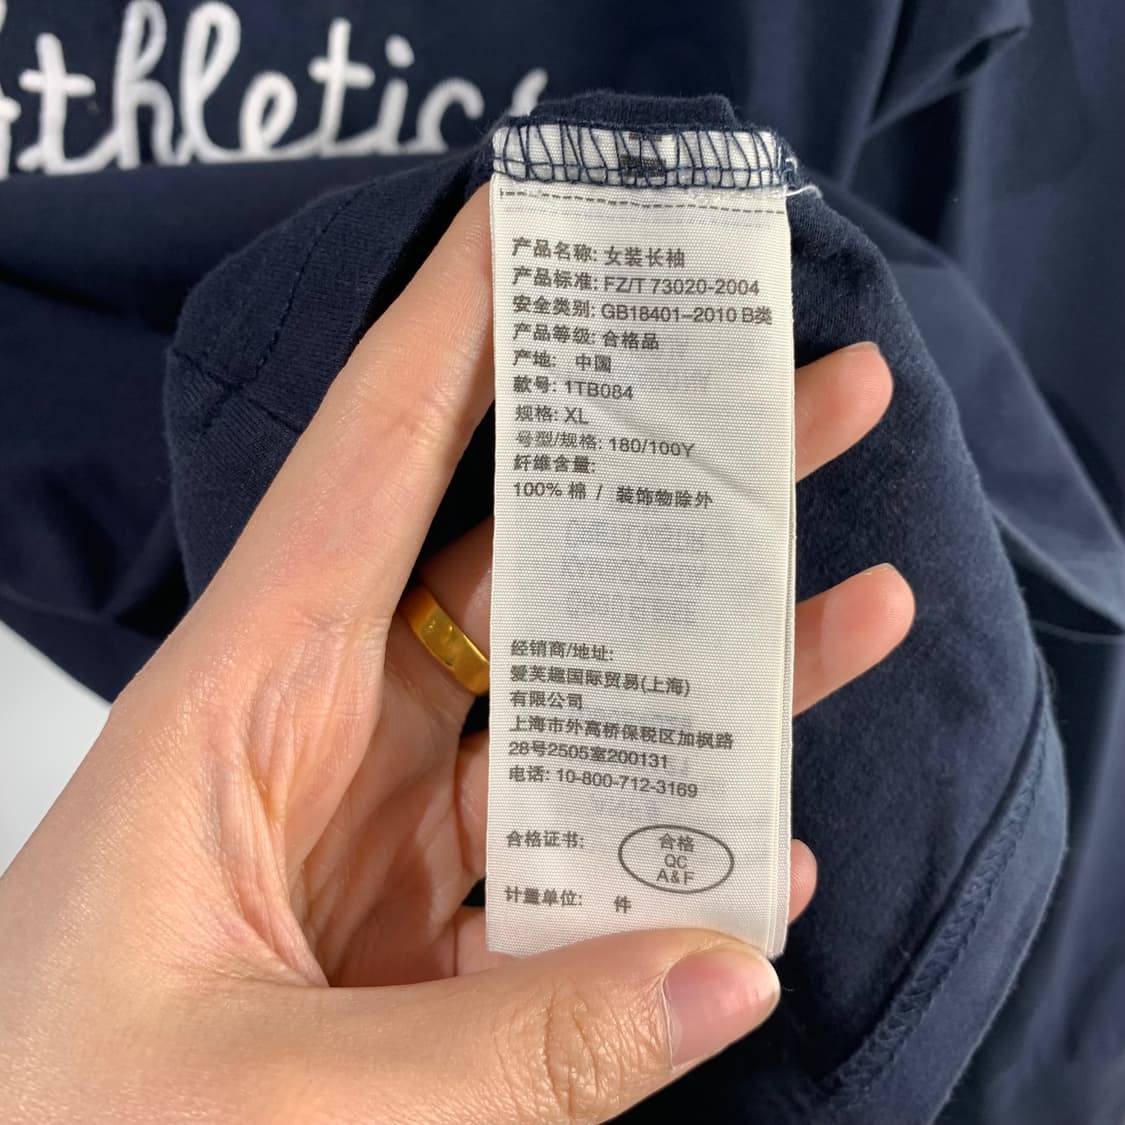 Athletics
产品名称: 女装长袖
产品标准: FZ/T 73020-2004
安全类别: GB18401-2010 B类
产品等级: 合格品
产地: 中国
款号: 1TB084
规格: XL
号型/规格: 180/100Y
纤维含量:
100% 棉 / 装饰物除外
经销商/地址:
爱芙趣国际贸易(上海)
有限公司
上海市外高桥保税区加枫路
28号2505室200131
电话: 10-800-712-3169
合格证书:
合格
QC
A&F
计量单位: 件